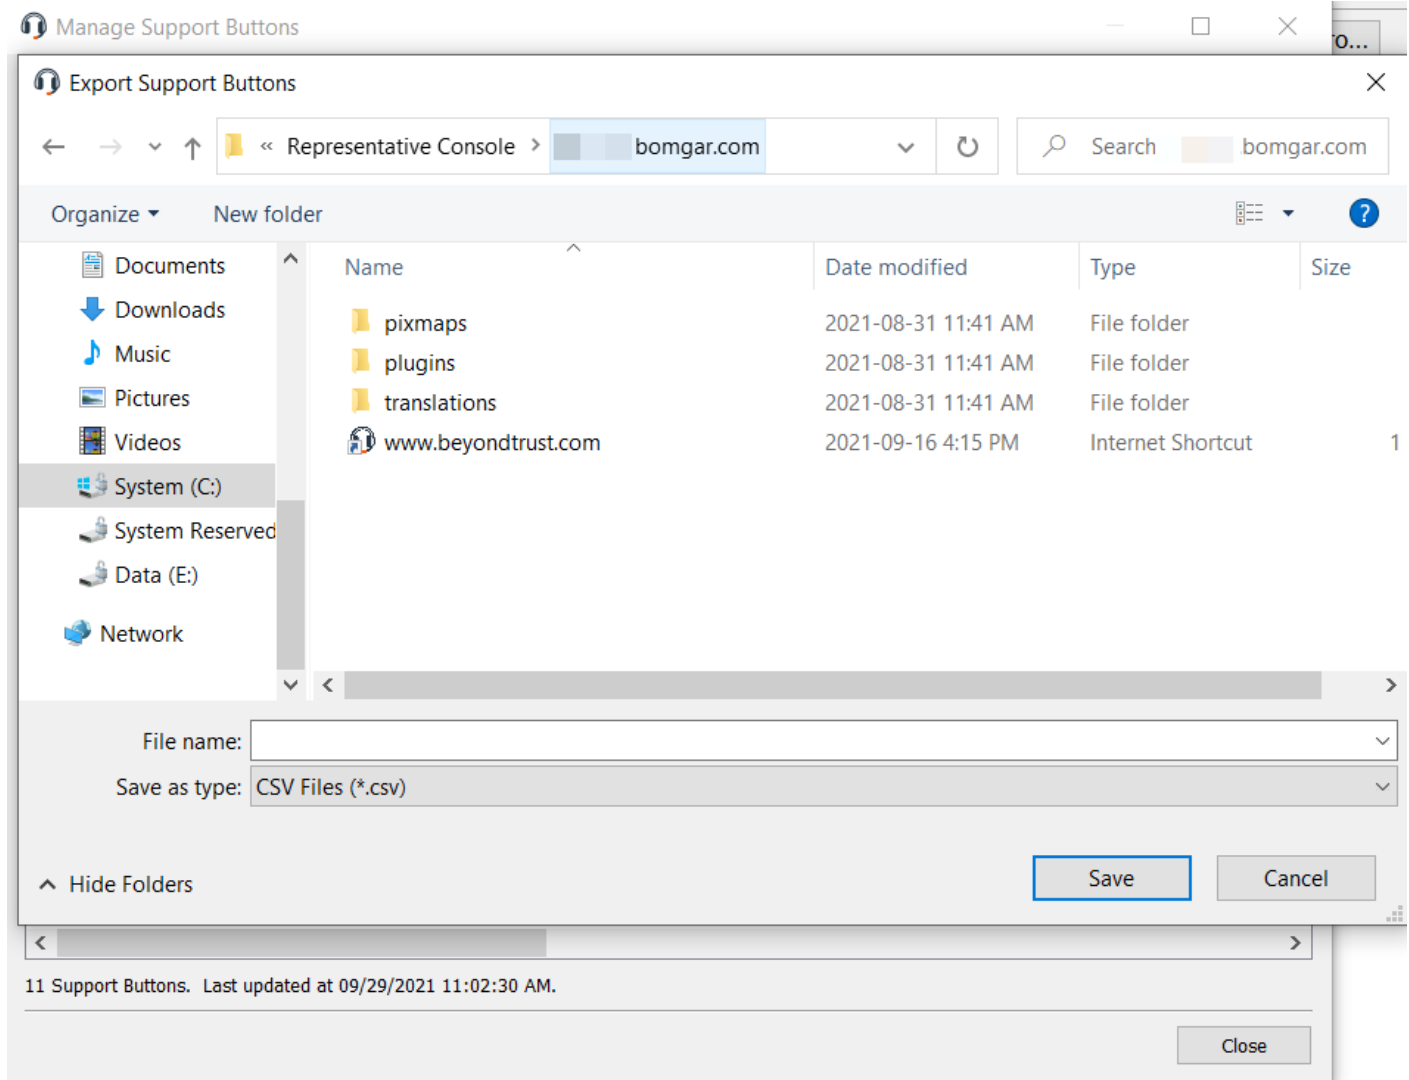 Manage Support Buttons
ro...
Export Support Buttons
« Representative Console > bomgar.com
Search .bomgar.com
Organize New folder
?
Documents
Downloads
Music
Pictures
Videos
System (C:)
System Reserved
Data (E:)
Network
Name Date modified Type Size
pixmaps 2021-08-31 11:41 AM File folder
plugins 2021-08-31 11:41 AM File folder
translations 2021-08-31 11:41 AM File folder
www.beyondtrust.com 2021-09-16 4:15 PM Internet Shortcut 1
File name:
Save as type: CSV Files (*.csv)
Hide Folders
Save Cancel
11 Support Buttons. Last updated at 09/29/2021 11:02:30 AM.
Close